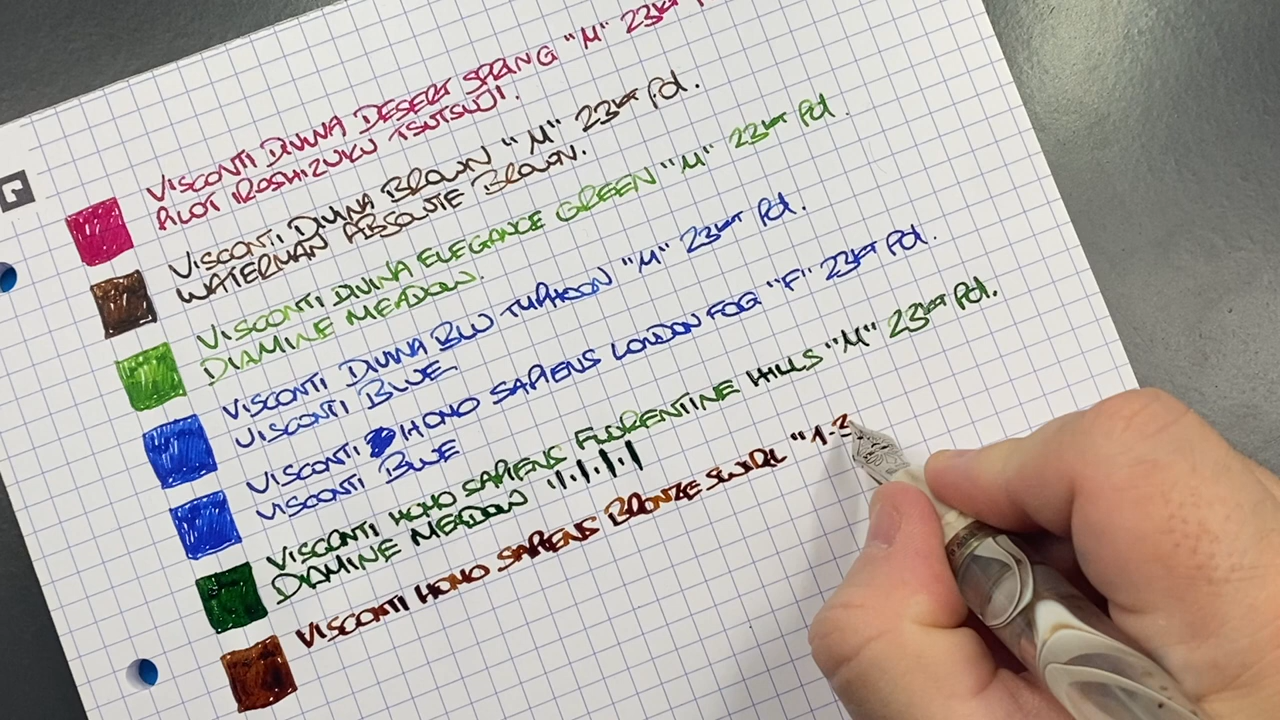 VISCONTI DIVINA DESERT SPRING "M" 23kt P
PILOT IROSHIZUKU TSUTSUJI.
VISCONTI DIVINA BROWN "M" 23kt Pd.
WATERMAN ABSOLUTE BROWN.
VISCONTI DIVINA ELEGANCE GREEN "M" 23kt Pd.
DIAMINE MEADOW.
VISCONTI DIVINA BLU TYPHOON "M" 23kt Pd.
VISCONTI BLUE.
VISCONTI HOMO SAPIENS LONDON FOG "F" 23kt Pd.
VISCONTI BLUE
VISCONTI HOMO SAPIENS FLORENTINE HILLS "M" 23kt Pd.
DIAMINE MEADOW
VISCONTI HOMO SAPIENS BRONZE SWIRL "1.3